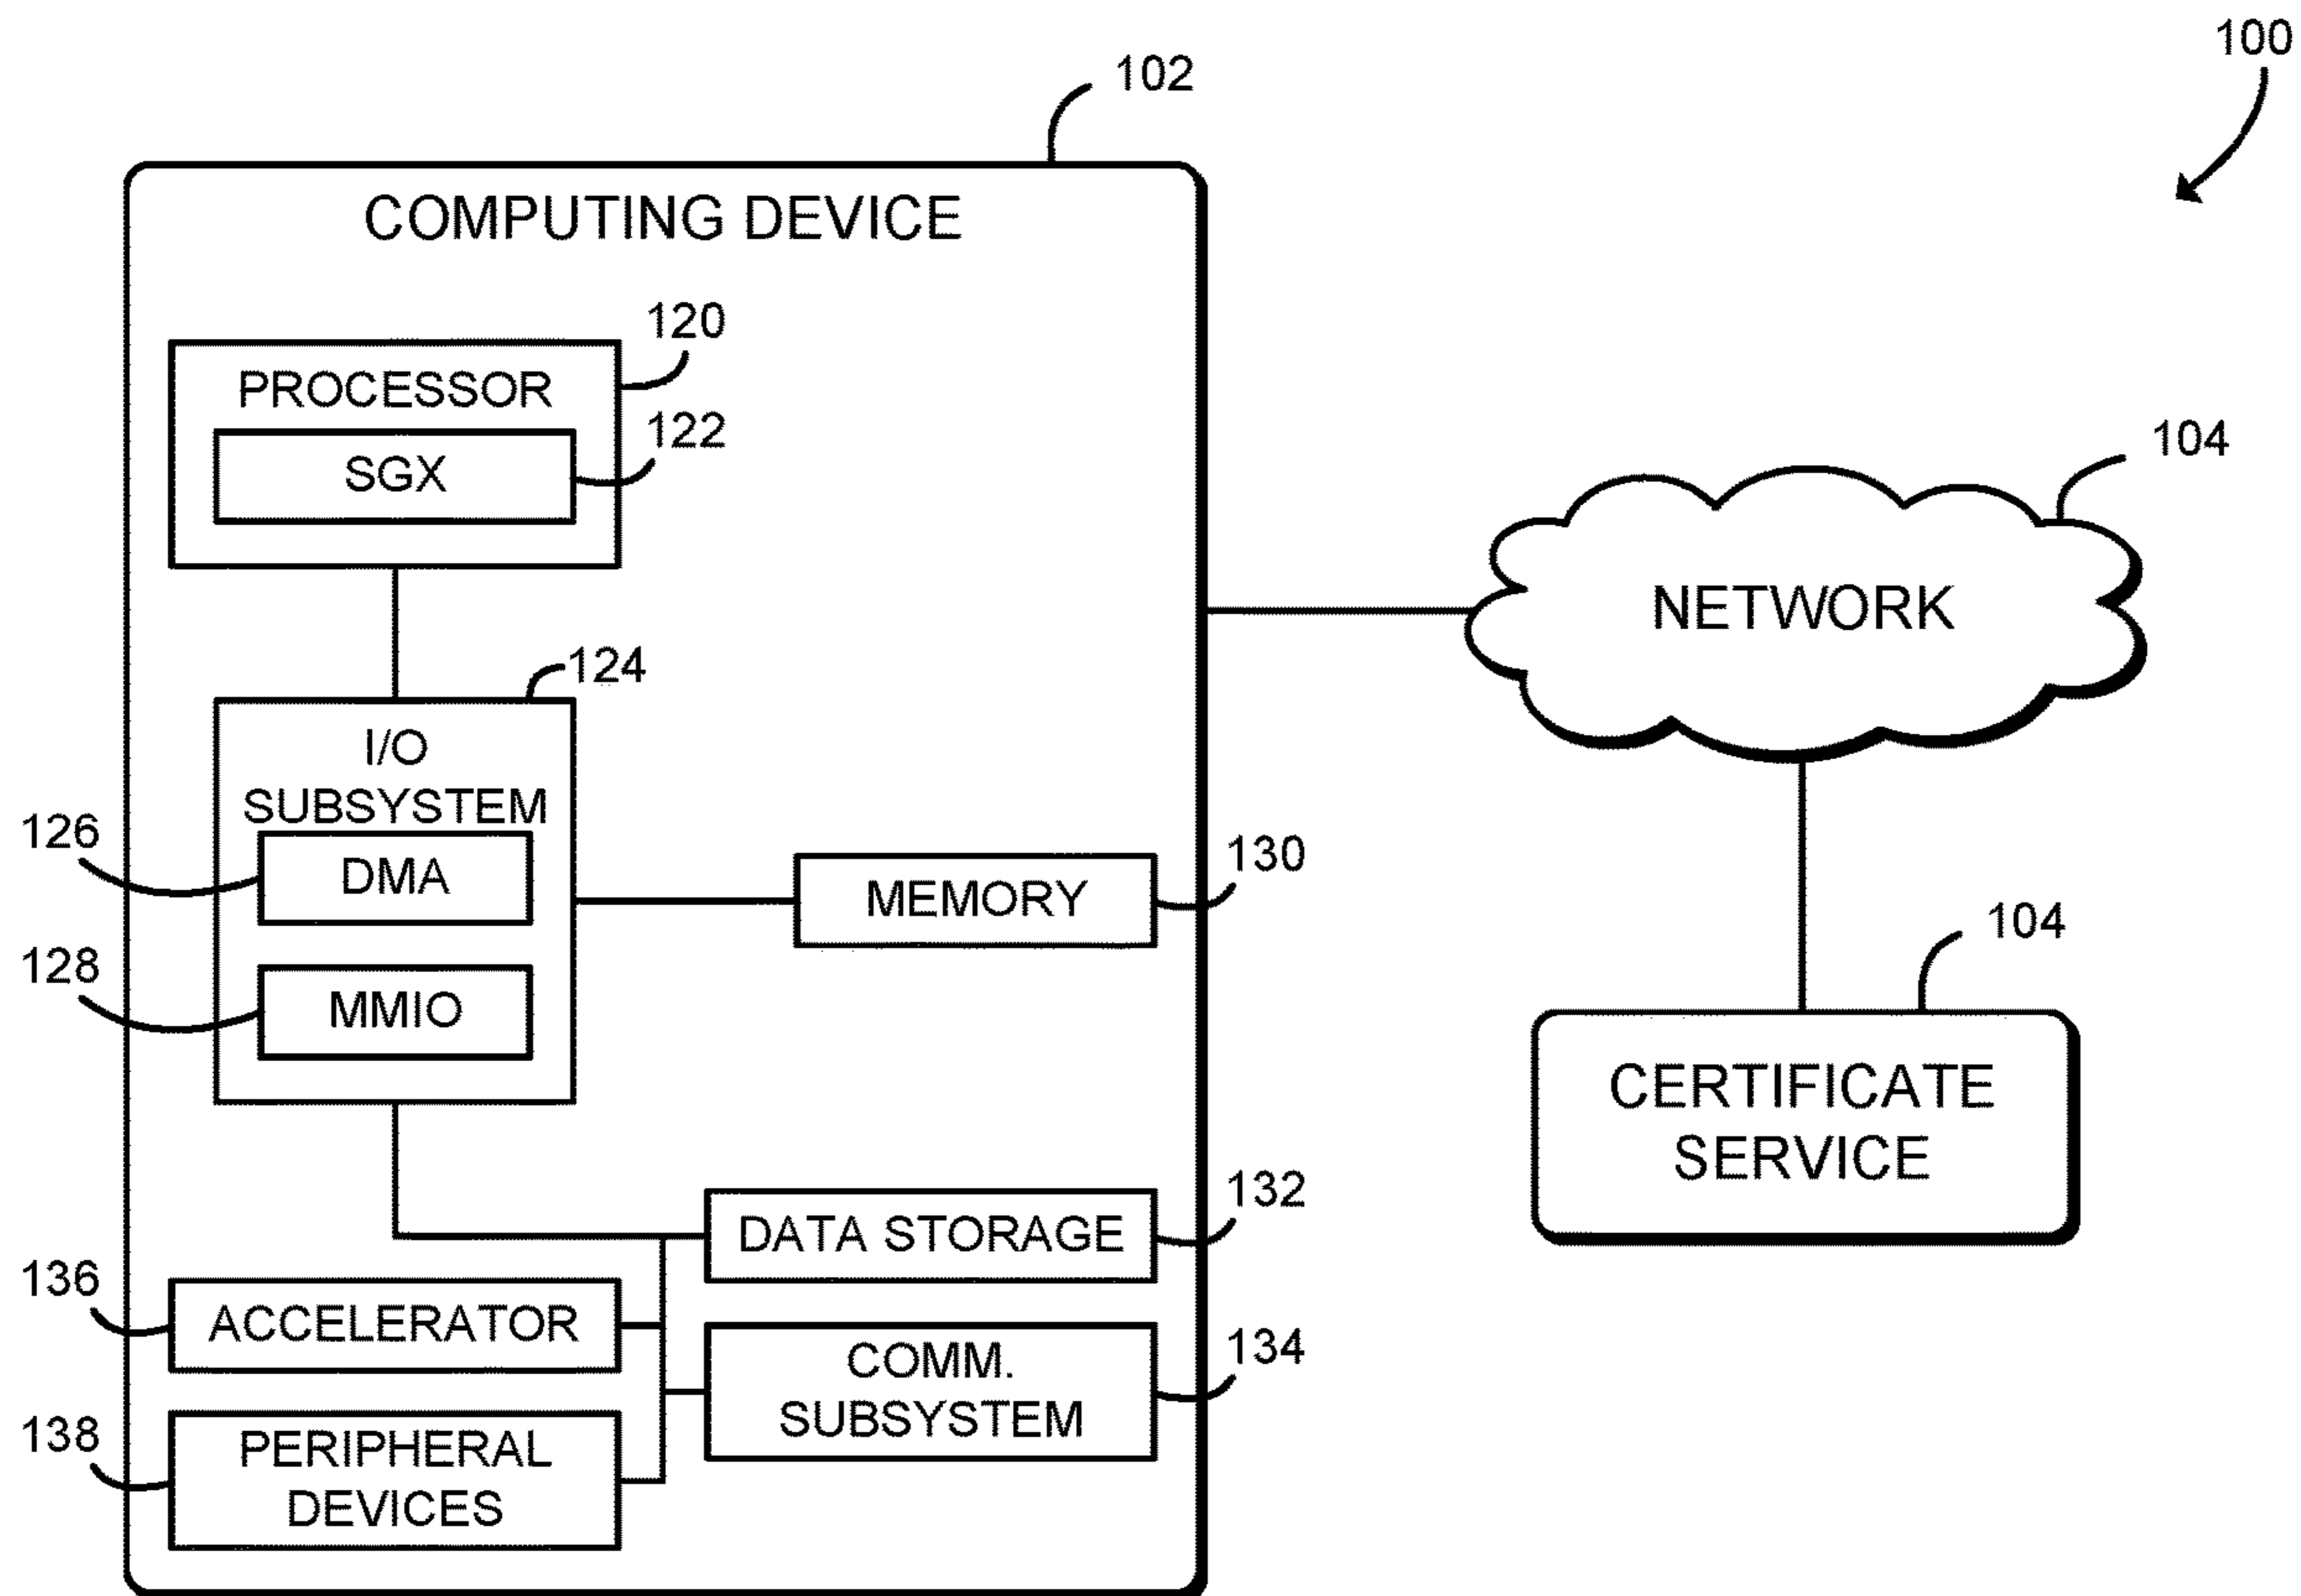 100
102
COMPUTING DEVICE
120
PROCESSOR
122
SGX
124
I/O
SUBSYSTEM
126
DMA
128
MMIO
130
MEMORY
132
DATA STORAGE
136
ACCELERATOR
134
COMM.
SUBSYSTEM
138
PERIPHERAL
DEVICES
104
NETWORK
104
CERTIFICATE
SERVICE